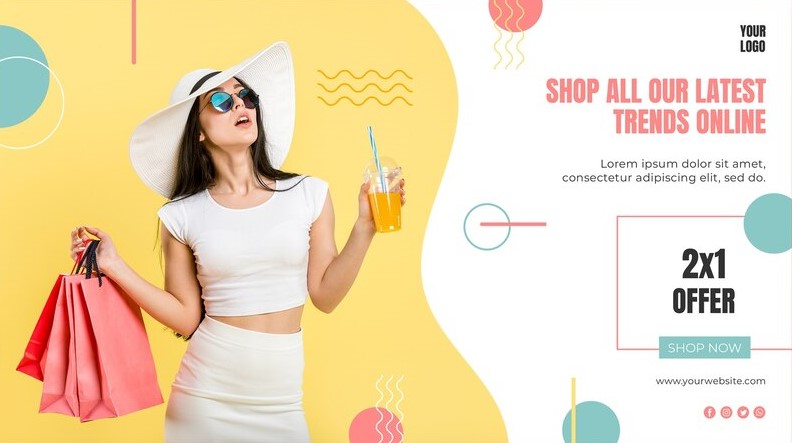 YOUR
LOGO
SHOP ALL OUR LATEST
TRENDS ONLINE
Lorem ipsum dolor sit amet,
consectetur adipiscing elit, sed do.
2x1
OFFER
SHOP NOW
www.yourwebsite.com